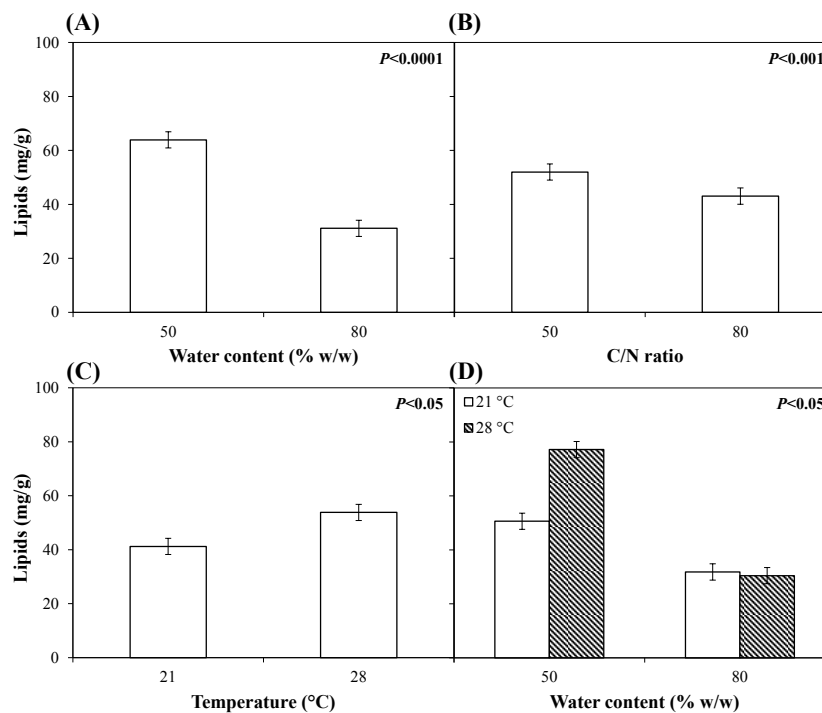 (A)
(B)
P<0.0001
P<0.001
Lipids (mg/g)
100
80
60
40
20
0
50
80
Water content (% w/w)
50
80
C/N ratio
(C)
(D)
P<0.05
21 °C
28 °C
P<0.05
Lipids (mg/g)
100
80
60
40
20
0
21
28
Temperature (°C)
50
80
Water content (% w/w)